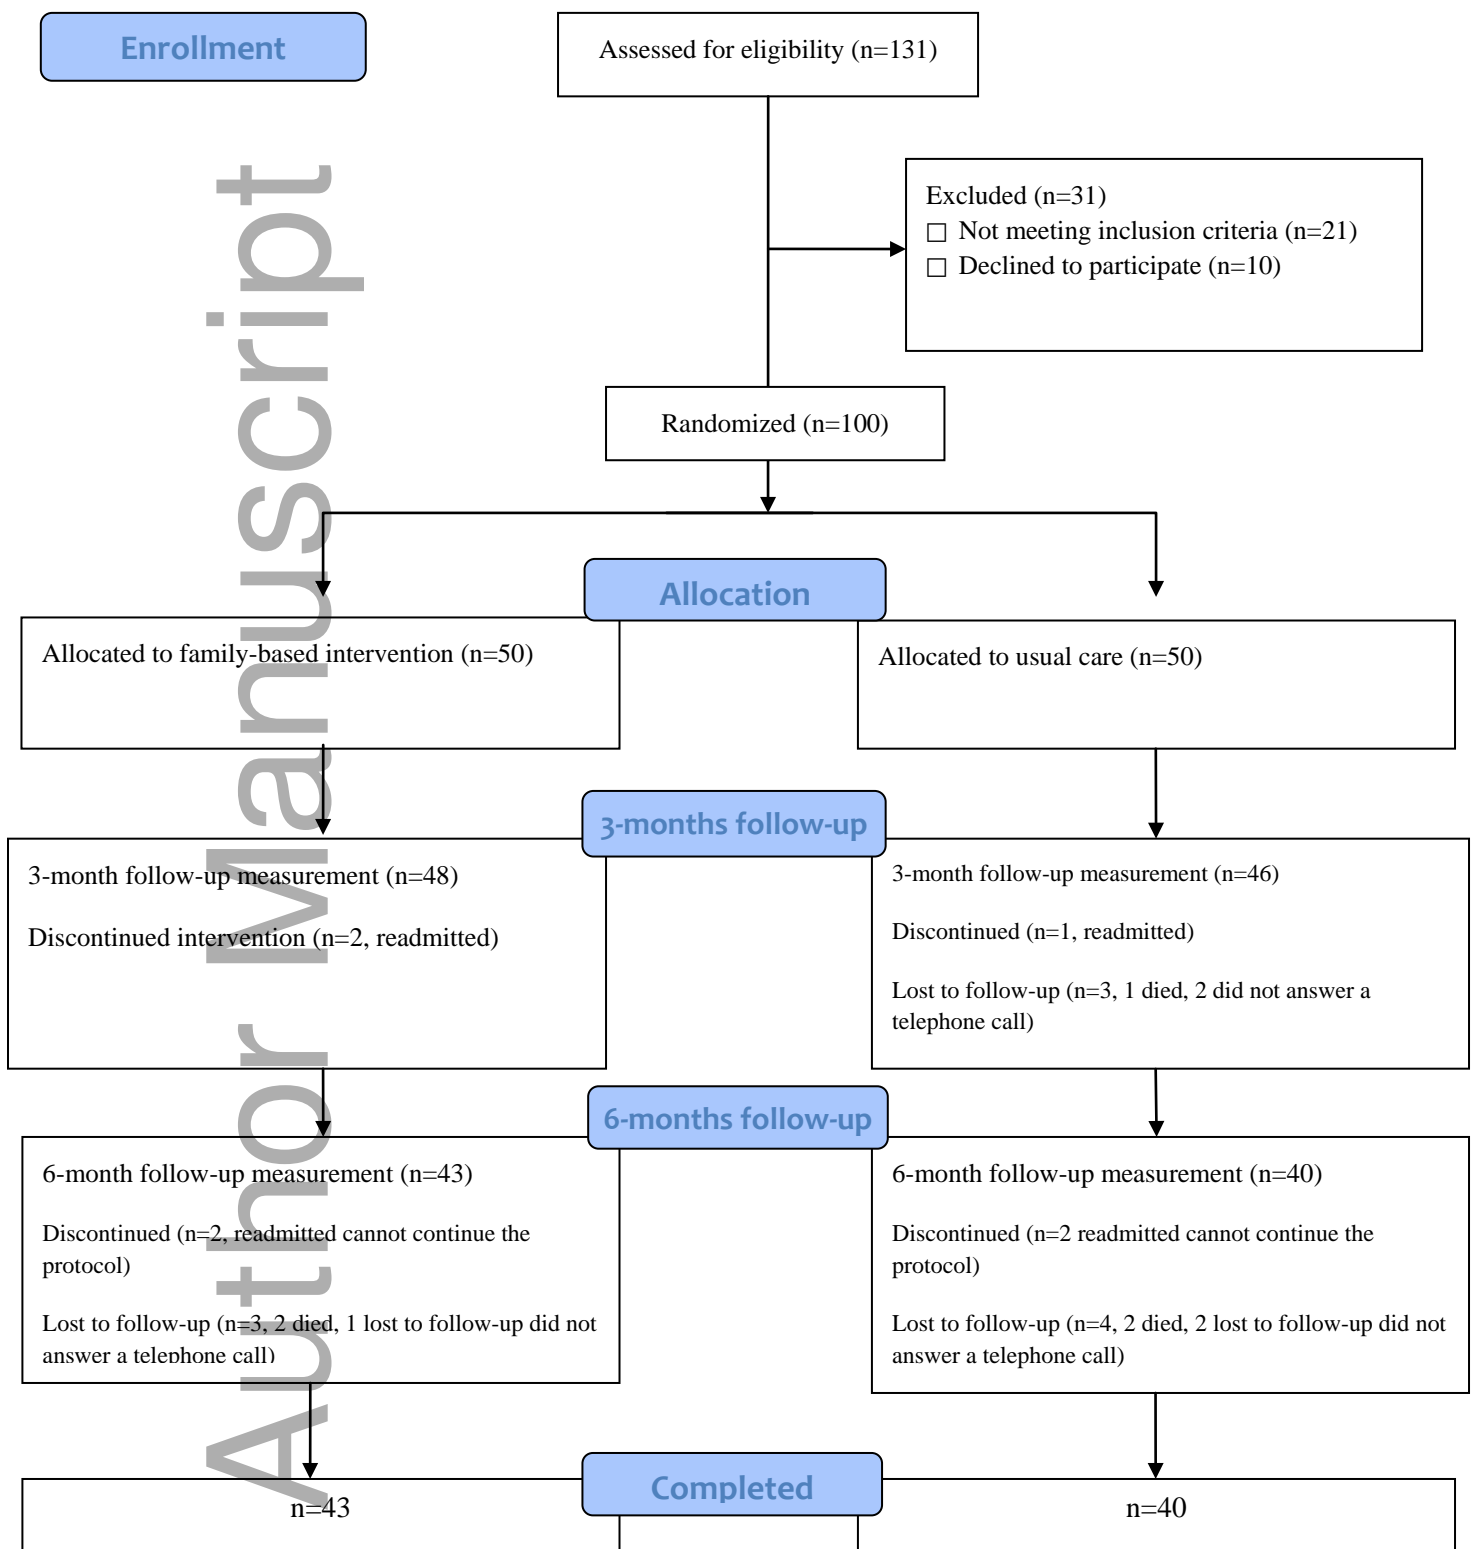 Enrollment
Assessed for eligibility (n=131)
Excluded (n=31)
□ Not meeting inclusion criteria (n=21)
□ Declined to participate (n=10)
Randomized (n=100)
Allocation
Allocated to family-based intervention (n=50)
Allocated to usual care (n=50)
3-months follow-up
3-month follow-up measurement (n=48)
Discontinued intervention (n=2, readmitted)
3-month follow-up measurement (n=46)
Discontinued (n=1, readmitted)
Lost to follow-up (n=3, 1 died, 2 did not answer a
telephone call)
6-months follow-up
6-month follow-up measurement (n=43)
Discontinued (n=2, readmitted cannot continue the
protocol)
Lost to follow-up (n=3, 2 died, 1 lost to follow-up did not
answer a telephone call)
6-month follow-up measurement (n=40)
Discontinued (n=2 readmitted cannot continue the
protocol)
Lost to follow-up (n=4, 2 died, 2 lost to follow-up did not
answer a telephone call)
Completed
n=43
n=40
Author Manuscript